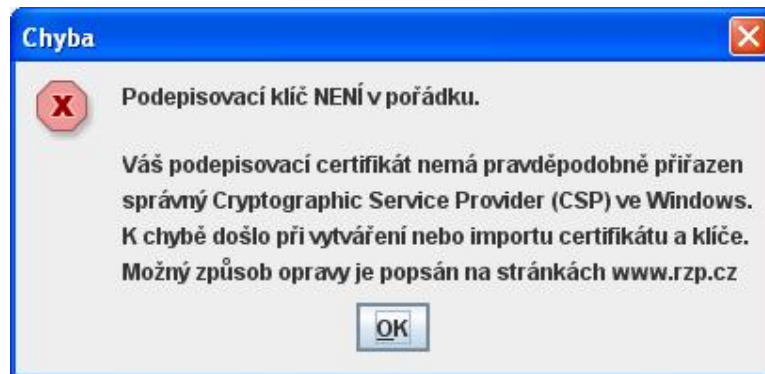 Chyba
Podepisovací klíč NENÍ v pořádku.
Váš podepisovací certifikát nemá pravděpodobně přiřazen
správný Cryptographic Service Provider (CSP) ve Windows.
K chybě došlo při vytváření nebo importu certifikátu a klíče.
Možný způsob opravy je popsán na stránkách www.rzp.cz
OK